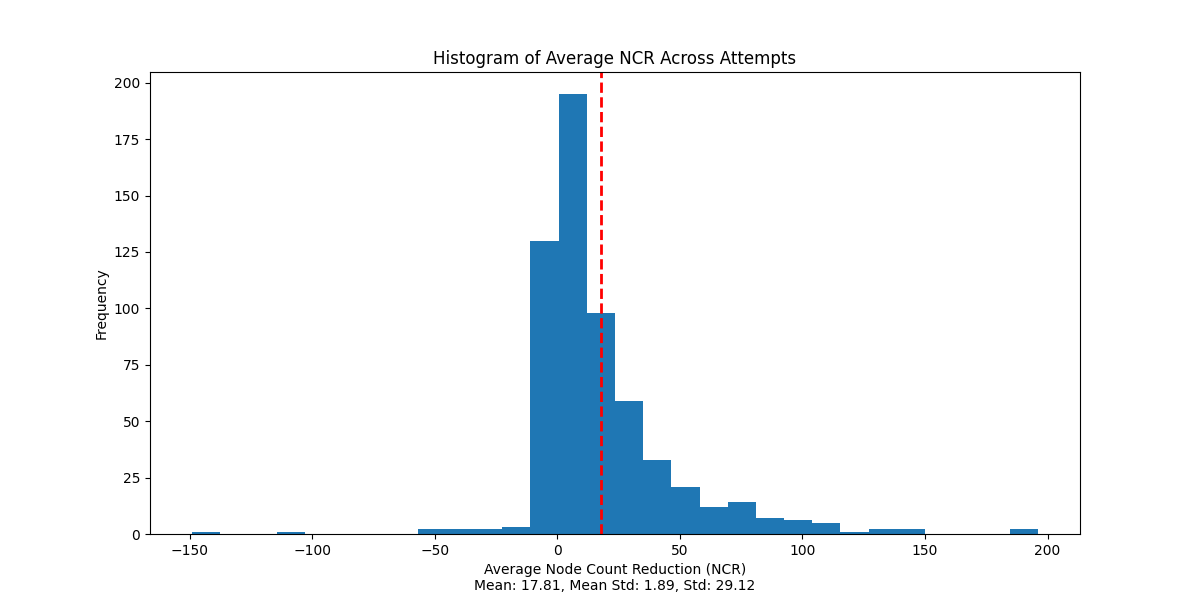 Histogram of Average NCR Across Attempts
200
175
150
125
100
75
50
25
0
Frequency
−150 −100 −50 0 50 100 150 200
Average Node Count Reduction (NCR)
Mean: 17.81, Mean Std: 1.89, Std: 29.12